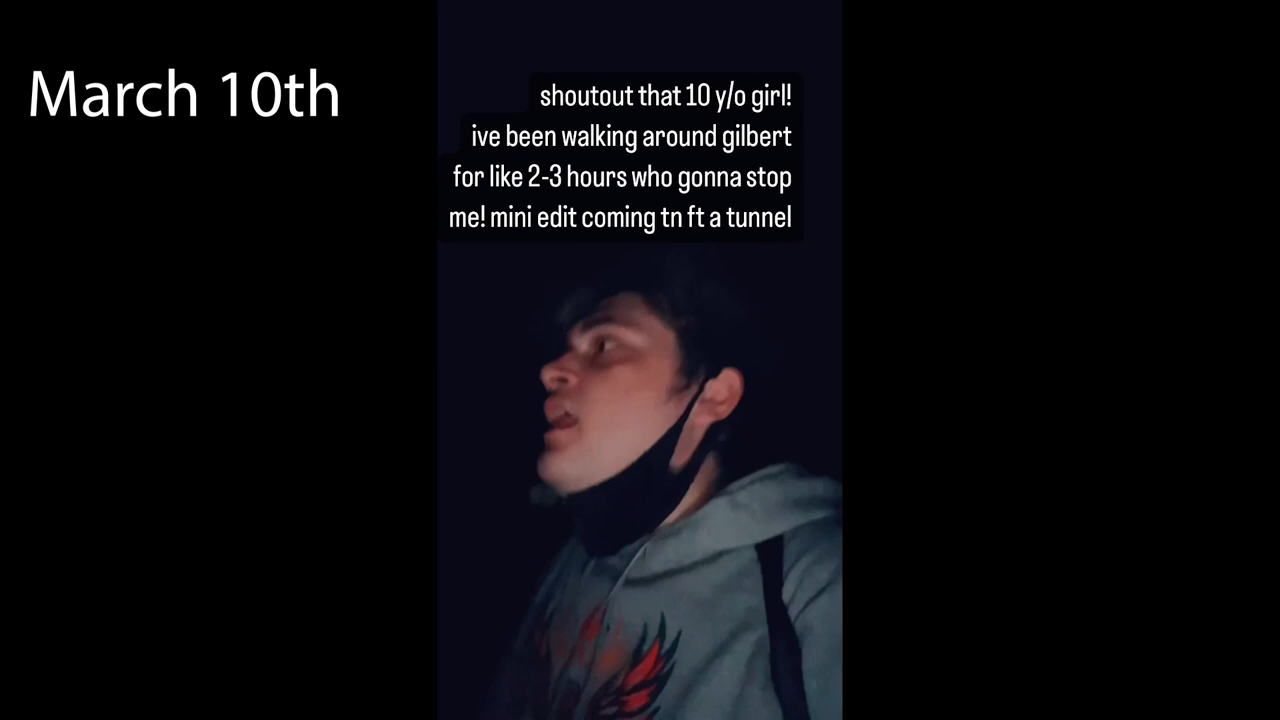 March 10th
shoutout that 10 y/o girl!
ive been walking around gilbert
for like 2-3 hours who gonna stop
me! mini edit coming tn ft a tunnel